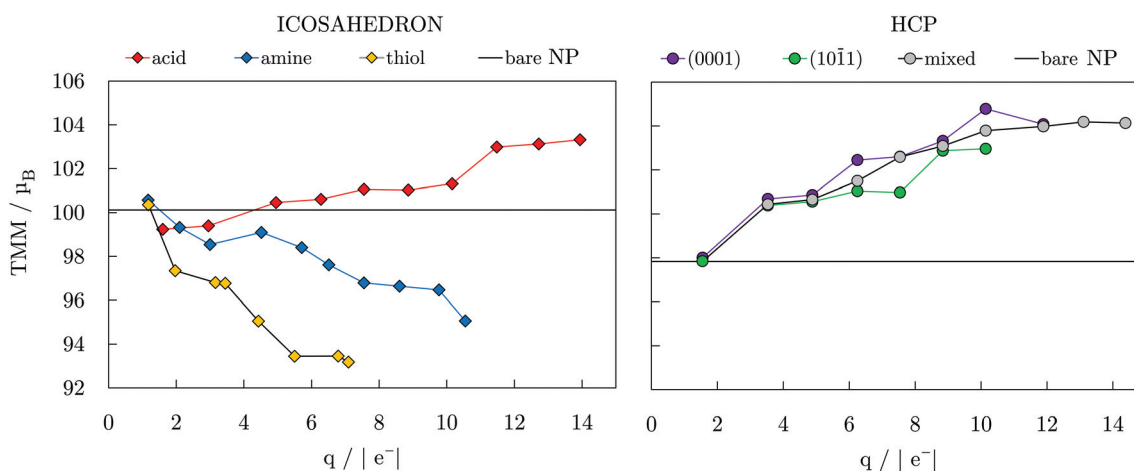 ICOSAHEDRON
HCP
acid amine thiol bare NP
(0001) (101̄1) mixed bare NP
106
104
102
100
98
96
94
92
TMM / μB
0 2 4 6 8 10 12 14
0 2 4 6 8 10 12 14
q / | e⁻|
q / | e⁻|